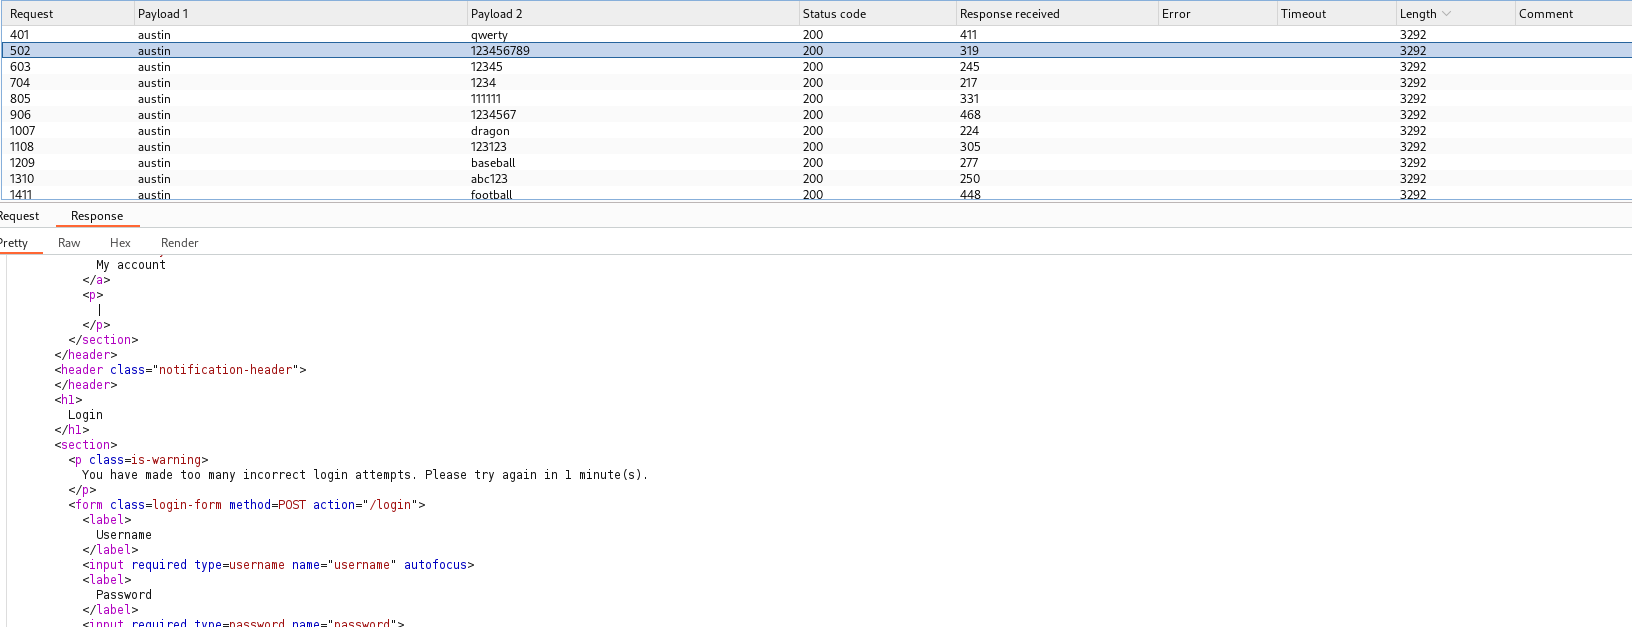 Request Payload 1 Payload 2 Status code Response received Error Timeout Length Comment
401 austin qwerty 200 411 3292
502 austin 123456789 200 319 3292
603 austin 12345 200 245 3292
704 austin 1234 200 217 3292
805 austin 111111 200 331 3292
906 austin 1234567 200 468 3292
1007 austin dragon 200 224 3292
1108 austin 123123 200 305 3292
1209 austin baseball 200 277 3292
1310 austin abc123 200 250 3292
1411 austin football 200 448 3292
Request Response
Pretty Raw Hex Render
My account
</a>
<p>
|
</p>
</section>
</header>
<header class="notification-header">
</header>
<h1>
Login
</h1>
<section>
<p class=is-warning>
You have made too many incorrect login attempts. Please try again in 1 minute(s).
</p>
<form class=login-form method=POST action="/login">
<label>
Username
</label>
<input required type=username name="username" autofocus>
<label>
Password
</label>
<input required type=password name="password">